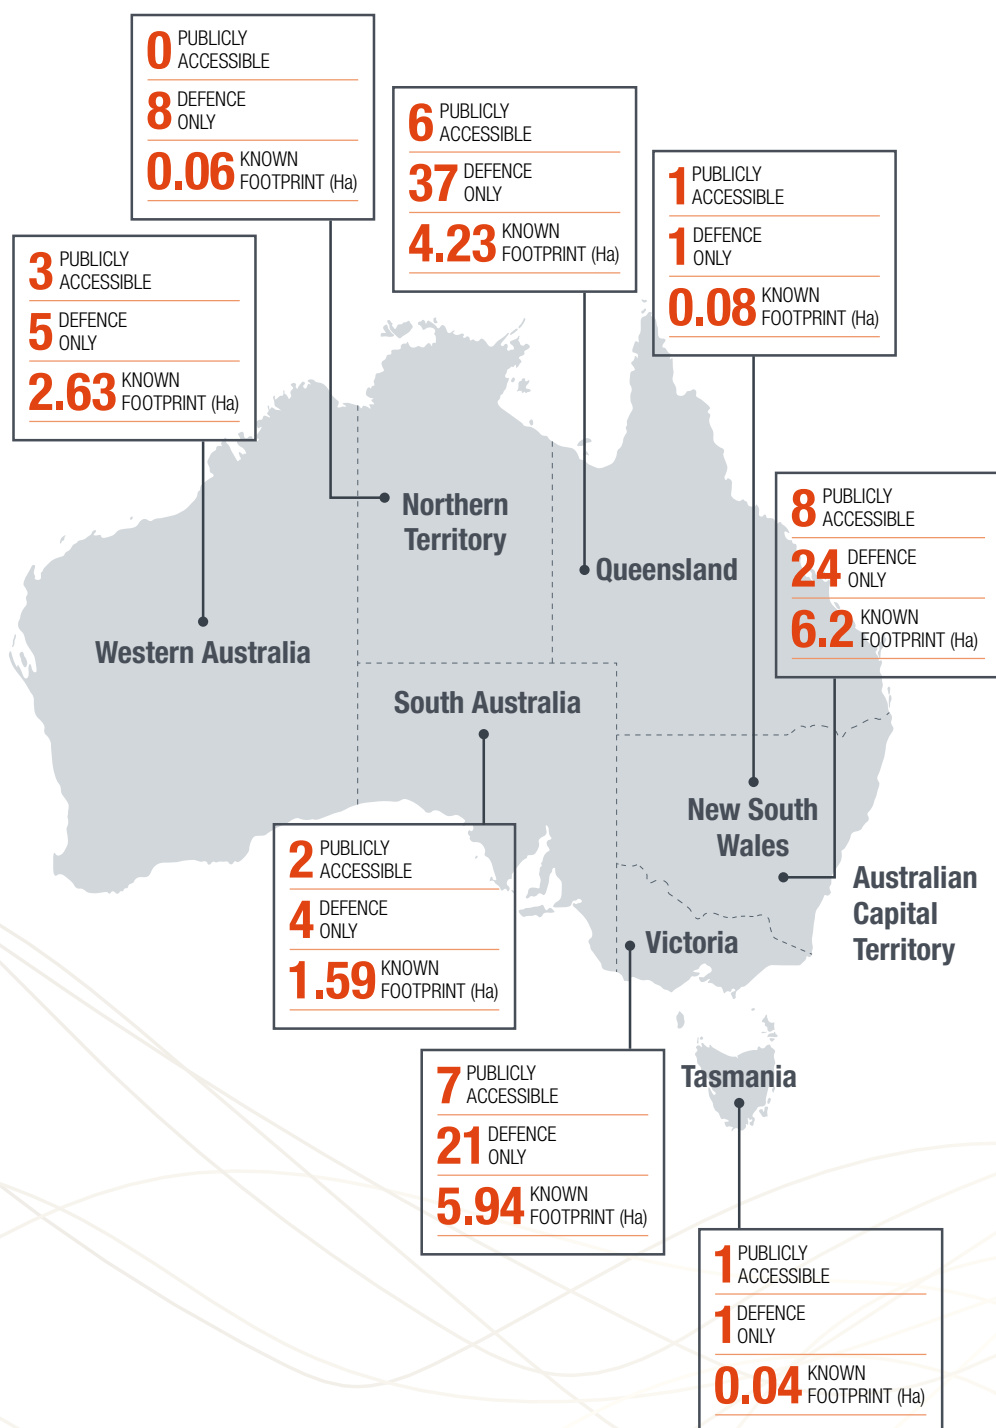 0 PUBLICLY
ACCESSIBLE
8 DEFENCE
ONLY
0.06 KNOWN
FOOTPRINT (Ha)
6 PUBLICLY
ACCESSIBLE
37 DEFENCE
ONLY
4.23 KNOWN
FOOTPRINT (Ha)
1 PUBLICLY
ACCESSIBLE
1 DEFENCE
ONLY
0.08 KNOWN
FOOTPRINT (Ha)
3 PUBLICLY
ACCESSIBLE
5 DEFENCE
ONLY
2.63 KNOWN
FOOTPRINT (Ha)
8 PUBLICLY
ACCESSIBLE
24 DEFENCE
ONLY
6.2 KNOWN
FOOTPRINT (Ha)
Northern
Territory
Queensland
Western Australia
South Australia
New South
Wales
Australian
Capital
Territory
Victoria
2 PUBLICLY
ACCESSIBLE
4 DEFENCE
ONLY
1.59 KNOWN
FOOTPRINT (Ha)
7 PUBLICLY
ACCESSIBLE
21 DEFENCE
ONLY
5.94 KNOWN
FOOTPRINT (Ha)
Tasmania
1 PUBLICLY
ACCESSIBLE
1 DEFENCE
ONLY
0.04 KNOWN
FOOTPRINT (Ha)